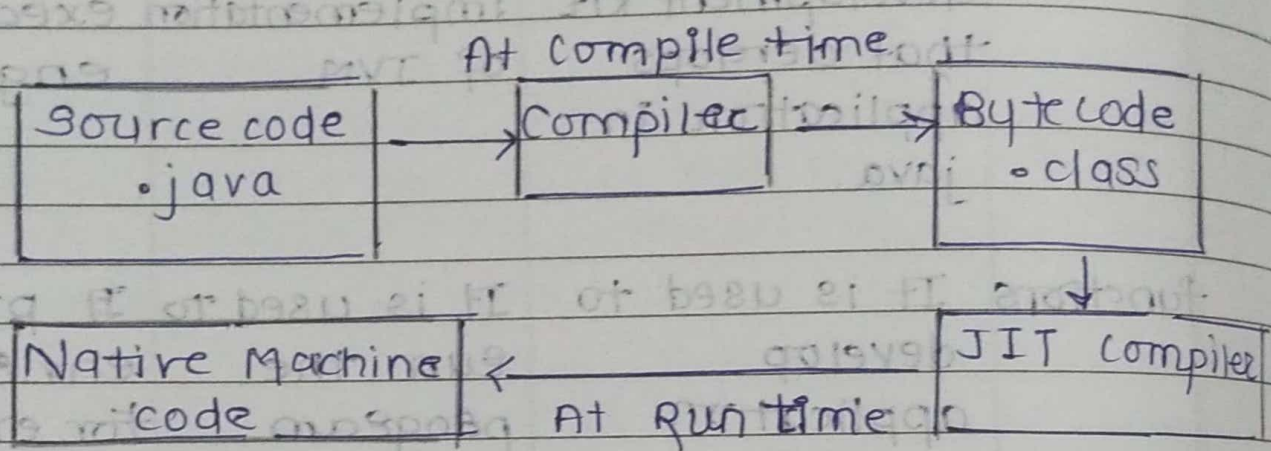 At compile time
Source code
.java
Compiler
Byte code
.class
Native Machine
code
JIT compiler
At Run time